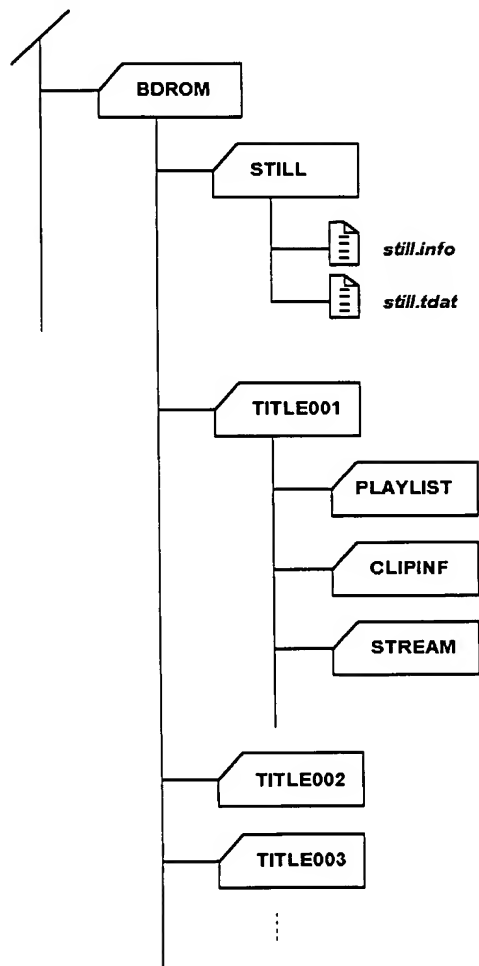 BDROM
STILL
still.info
still.tdat
TITLE001
PLAYLIST
CLIPINF
STREAM
TITLE002
TITLE003